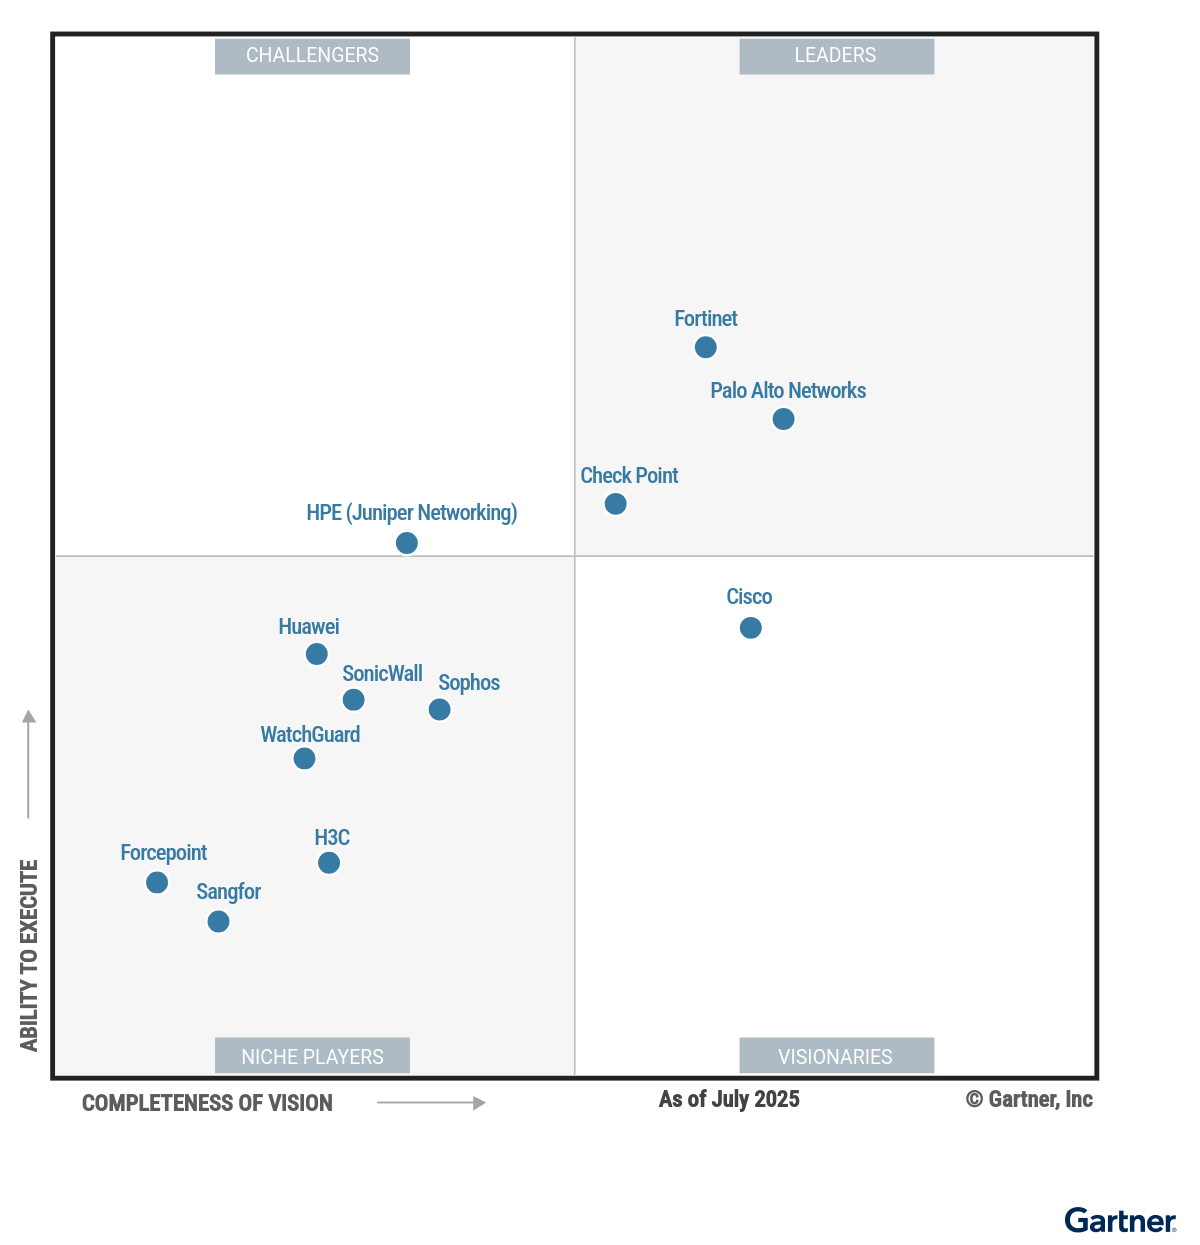 CHALLENGERS
LEADERS
Fortinet
Palo Alto Networks
Check Point
HPE (Juniper Networking)
Cisco
Huawei
SonicWall
Sophos
WatchGuard
H3C
Forcepoint
Sangfor
ABILITY TO EXECUTE
NICHE PLAYERS
VISIONARIES
COMPLETENESS OF VISION
As of July 2025
© Gartner, Inc
Gartner®